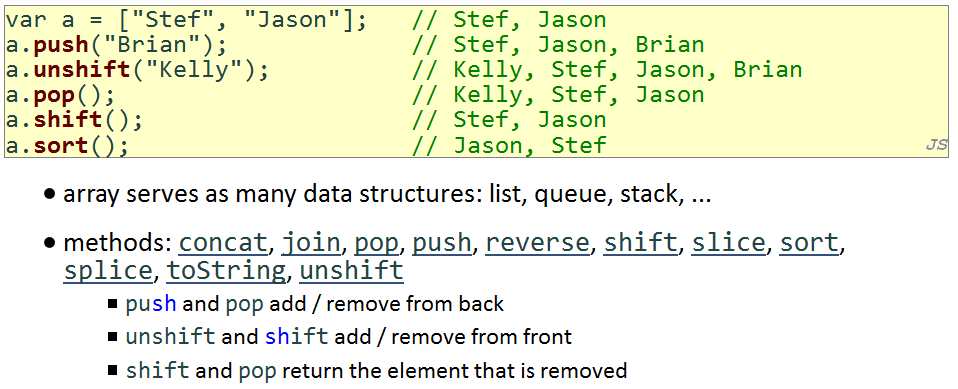 var a = ["Stef", "Jason"];   // Stef, Jason
a.push("Brian");             // Stef, Jason, Brian
a.unshift("Kelly");          // Kelly, Stef, Jason, Brian
a.pop();                     // Kelly, Stef, Jason
a.shift();                   // Stef, Jason
a.sort();                    // Jason, Stef
JS
• array serves as many data structures: list, queue, stack, ...
• methods: concat, join, pop, push, reverse, shift, slice, sort,
splice, toString, unshift
▪ push and pop add / remove from back
▪ unshift and shift add / remove from front
▪ shift and pop return the element that is removed